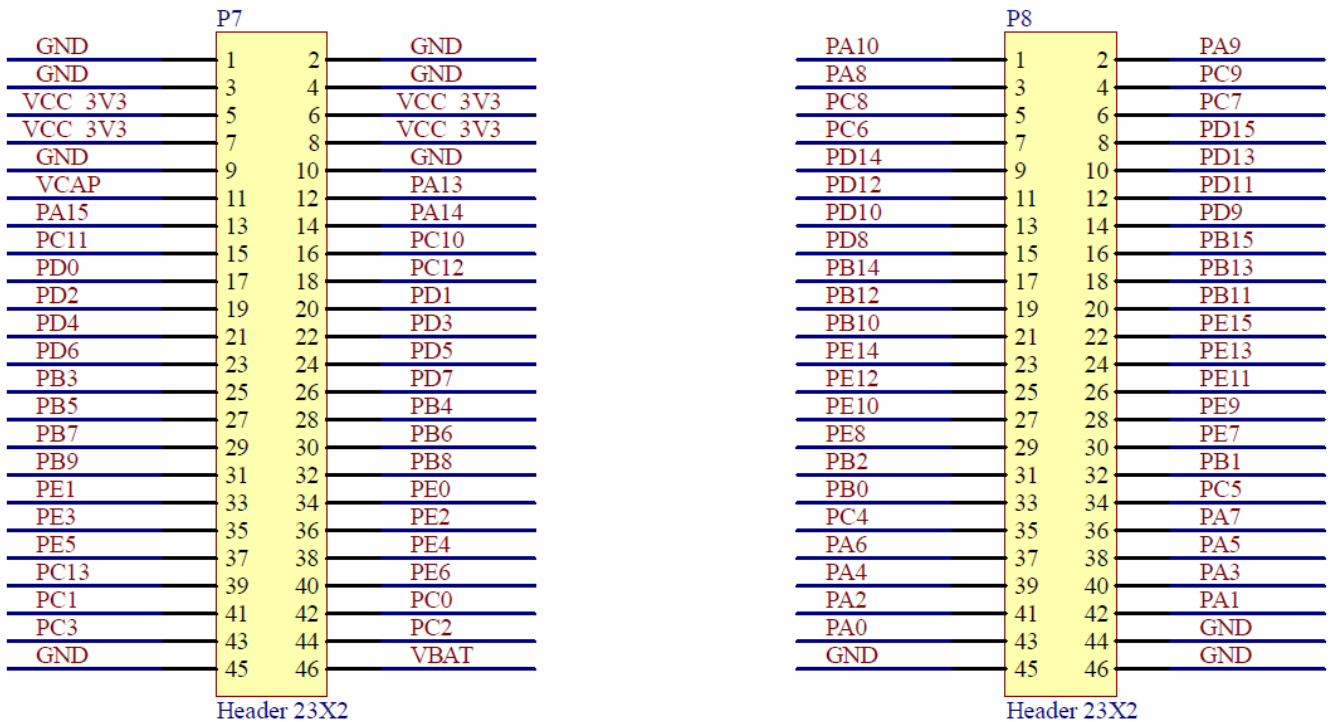 P7 P8
GND GND PA10 PA9
1 2 1 2
GND GND PA8 PC9
3 4 3 4
VCC 3V3 VCC 3V3 PC8 PC7
5 6 5 6
VCC 3V3 VCC 3V3 PC6 PD15
7 8 7 8
GND GND PD14 PD13
9 10 9 10
VCAP PA13 PD12 PD11
11 12 11 12
PA15 PA14 PD10 PD9
13 14 13 14
PC11 PC10 PD8 PB15
15 16 15 16
PD0 PC12 PB14 PB13
17 18 17 18
PD2 PD1 PB12 PB11
19 20 19 20
PD4 PD3 PB10 PE15
21 22 21 22
PD6 PD5 PE14 PE13
23 24 23 24
PB3 PD7 PE12 PE11
25 26 25 26
PB5 PB4 PE10 PE9
27 28 27 28
PB7 PB6 PE8 PE7
29 30 29 30
PB9 PB8 PB2 PB1
31 32 31 32
PE1 PE0 PB0 PC5
33 34 33 34
PE3 PE2 PC4 PA7
35 36 35 36
PE5 PE4 PA6 PA5
37 38 37 38
PC13 PE6 PA4 PA3
39 40 39 40
PC1 PC0 PA2 PA1
41 42 41 42
PC3 PC2 PA0 GND
43 44 43 44
GND VBAT GND GND
45 46 45 46
Header 23X2 Header 23X2